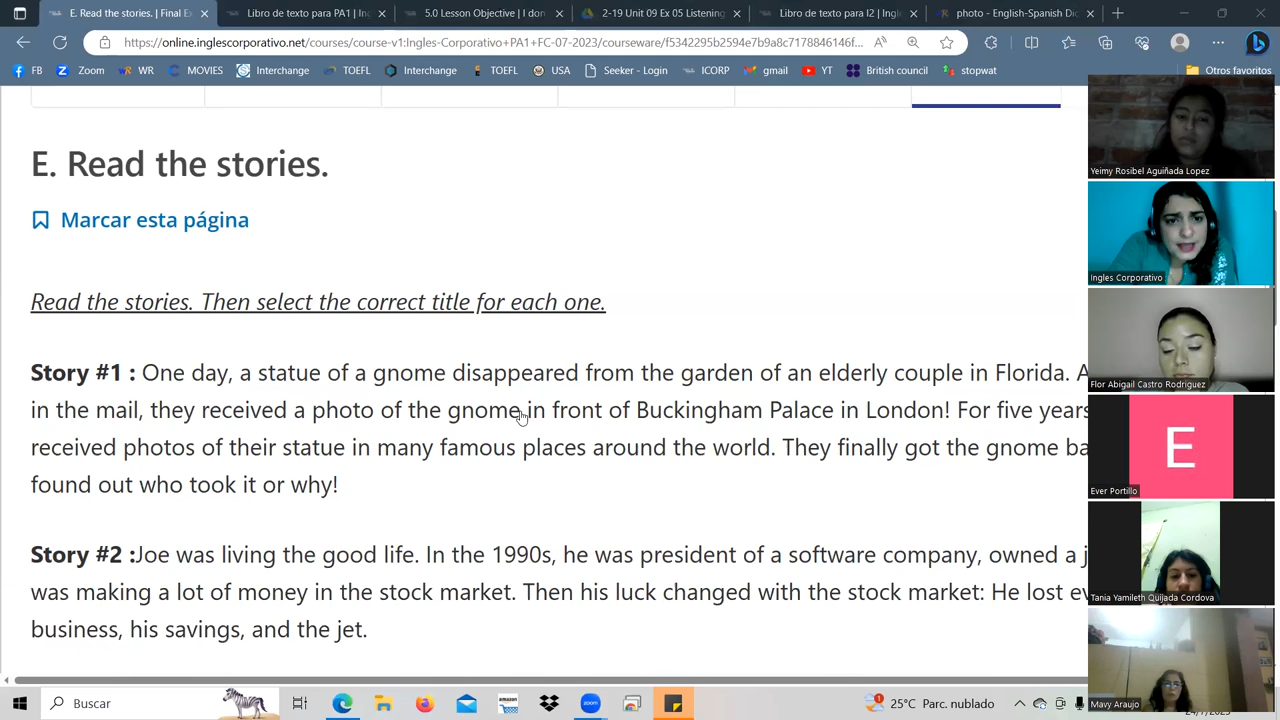 E. Read the stories. | Final E
Libro de texto para PA1 | Ing
5.0 Lesson Objective | I don
2-19 Unit 09 Ex 05 Listening
Libro de texto para I2 | Ingle
photo - English-Spanish Dic
https://online.inglescorporativo.net/courses/course-v1:Ingles-Corporativo+PA1+FC-07-2023/courseware/f5342295b2594e7b9a8c7178846146f...
FB Zoom WR MOVIES Interchange TOEFL Interchange TOEFL USA Seeker - Login ICORP gmail YT British council stopwat Otros favoritos
E. Read the stories.
Marcar esta página
Read the stories. Then select the correct title for each one.
Story #1 : One day, a statue of a gnome disappeared from the garden of an elderly couple in Florida. A
in the mail, they received a photo of the gnome in front of Buckingham Palace in London! For five years
received photos of their statue in many famous places around the world. They finally got the gnome ba
found out who took it or why!
Story #2 :Joe was living the good life. In the 1990s, he was president of a software company, owned a j
was making a lot of money in the stock market. Then his luck changed with the stock market: He lost ev
business, his savings, and the jet.
Yeimy Rosibel Aguiñada Lopez
Ingles Corporativo
Flor Abigail Castro Rodriguez
E
Ever Portillo
Tania Yamileth Quijada Cordova
Mavy Araujo
Buscar
amazon
zoom
1
25°C Parc. nublado